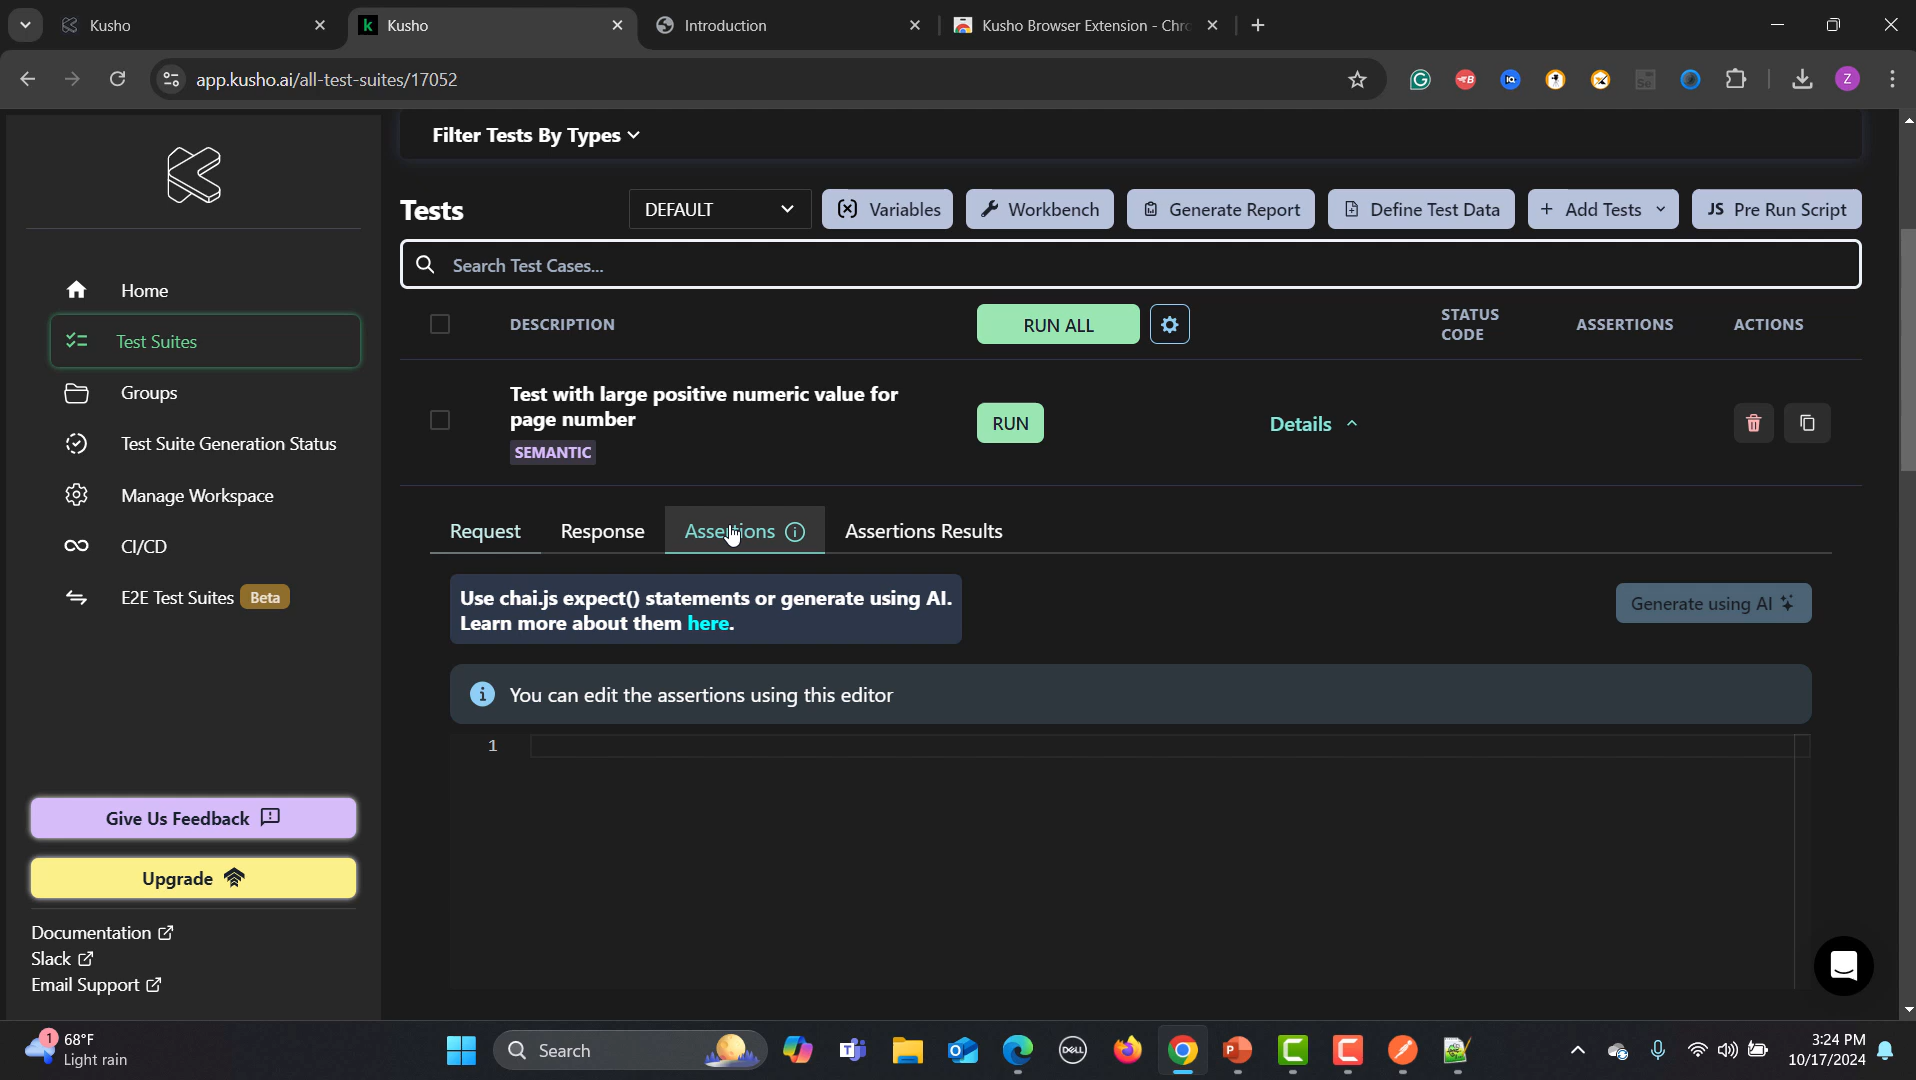 Kusho
Kusho
Introduction
Kusho Browser Extension - Chr
app.kusho.ai/all-test-suites/17052
Z
Filter Tests By Types
Tests
DEFAULT
Variables
Workbench
Generate Report
Define Test Data
+ Add Tests
JS Pre Run Script
Search Test Cases...
DESCRIPTION
RUN ALL
STATUS
CODE
ASSERTIONS
ACTIONS
Test with large positive numeric value for
page number
SEMANTIC
RUN
Details
Request
Response
Assertions
Assertions Results
Use chai.js expect() statements or generate using AI.
Learn more about them here.
Generate using AI
You can edit the assertions using this editor
1
Home
Test Suites
Groups
Test Suite Generation Status
Manage Workspace
CI/CD
E2E Test Suites Beta
Give Us Feedback
Upgrade
Documentation
Slack
Email Support
1
68°F
Light rain
Search
DELL
3:24 PM
10/17/2024